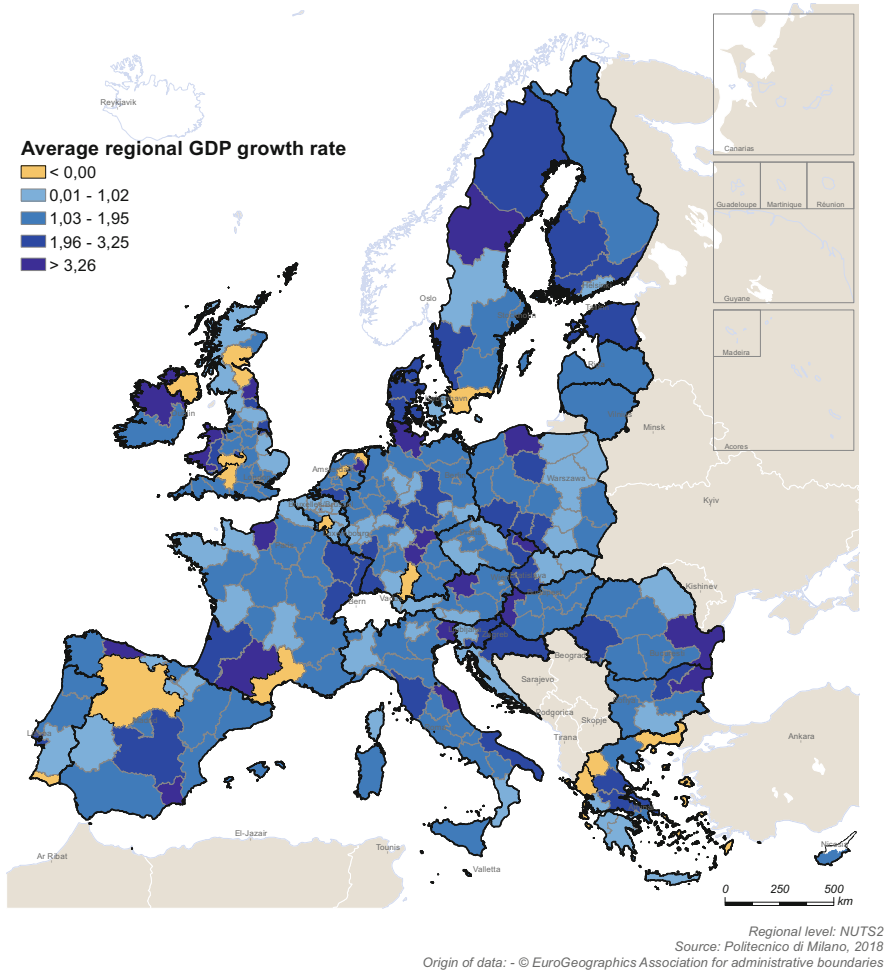 Reykjavik
Average regional GDP growth rate
< 0,00
0,01 - 1,02
1,03 - 1,95
1,96 - 3,25
> 3,26
Canarias
Guadeloupe Martinique Réunion
Guyane
Madeira
Acores
Oslo
Minsk
Warszawa
Kyiv
Kishinev
Bern
Beograd
Sarajevo
Podgorica
Skopje
Tirana
Ankara
El-Jazair
Tounis
Ar Ribat
Valletta
0 250 500
km
Regional level: NUTS2
Source: Politecnico di Milano, 2018
Origin of data: - © EuroGeographics Association for administrative boundaries